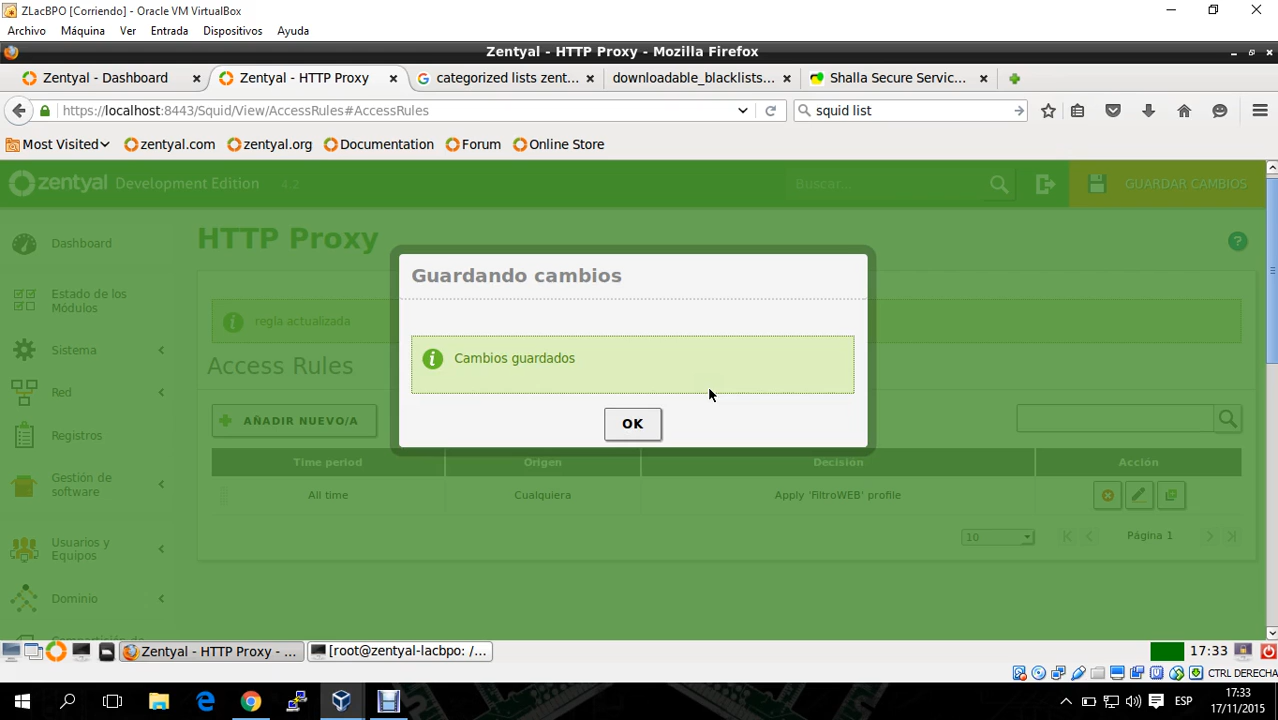 ZLacBPO [Corriendo] - Oracle VM VirtualBox
Archivo Máquina Ver Entrada Dispositivos Ayuda
Zentyal - HTTP Proxy - Mozilla Firefox
Zentyal - Dashboard × Zentyal - HTTP Proxy × categorized lists zent... × downloadable_blacklists... × Shalla Secure Servic... ×
https://localhost:8443/Squid/View/AccessRules#AccessRules squid list
Most Visited zentyal.com zentyal.org Documentation Forum Online Store
zentyal Development Edition 4.2 Buscar... GUARDAR CAMBIOS
HTTP Proxy
Dashboard
Estado de los
Módulos
Sistema
Red
Registros
Gestión de
software
Usuarios y
Equipos
Dominio
Compartición de
regla actualizada
Access Rules
AÑADIR NUEVO/A
Guardando cambios
Cambios guardados
OK
Time period Origen Decisión Acción
All time Cualquiera Apply 'FiltroWEB' profile
10 Página 1
Zentyal - HTTP Proxy - ... [root@zentyal-lacbpo: /... 17:33
CTRL DERECHA
ESP 17:33
17/11/2015